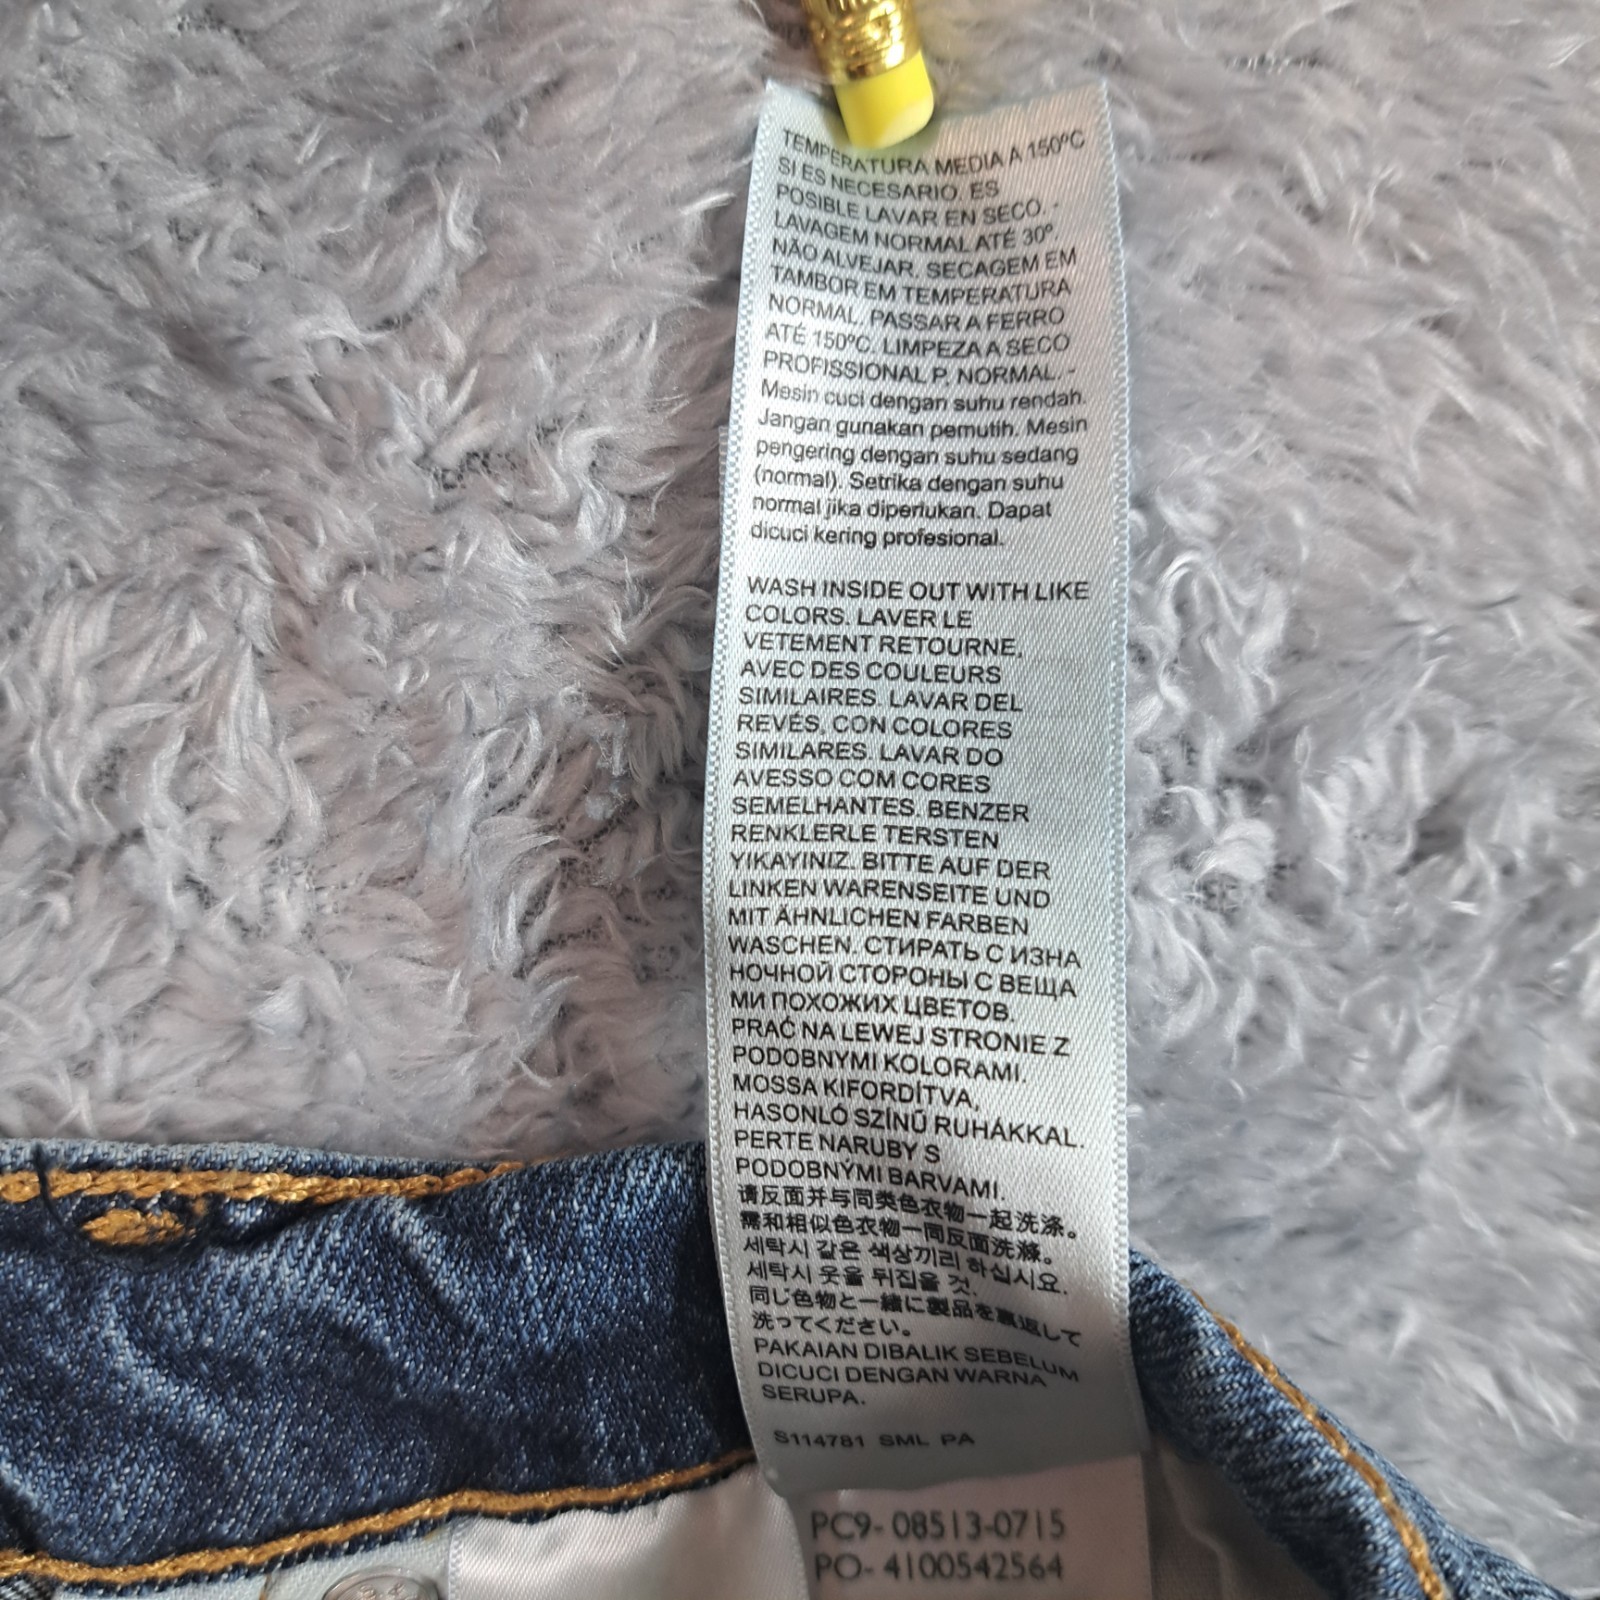 TEMPERATURA MEDIA A 150ºC
SI ES NECESARIO. ES
POSIBLE LAVAR EN SECO. -
LAVAGEM NORMAL ATÉ 30º.
NÃO ALVEJAR. SECAGEM EM
TAMBOR EM TEMPERATURA
NORMAL. PASSAR A FERRO
ATÉ 150ºC. LIMPEZA A SECO
PROFISSIONAL P. NORMAL. -
Mesin cuci dengan suhu rendah.
Jangan gunakan pemutih. Mesin
pengering dengan suhu sedang
(normal). Setrika dengan suhu
normal jika diperlukan. Dapat
dicuci kering profesional.
WASH INSIDE OUT WITH LIKE
COLORS. LAVER LE
VETEMENT RETOURNE,
AVEC DES COULEURS
SIMILAIRES. LAVAR DEL
REVÉS, CON COLORES
SIMILARES. LAVAR DO
AVESSO COM CORES
SEMELHANTES. BENZER
RENKLERLE TERSTEN
YIKAYINIZ. BITTE AUF DER
LINKEN WARENSEITE UND
MIT ÄHNLICHEN FARBEN
WASCHEN. СТИРАТЬ С ИЗНА
НОЧНОЙ СТОРОНЫ С ВЕЩА
МИ ПОХОЖИХ ЦВЕТОВ.
PRAĆ NA LEWEJ STRONIE Z
PODOBNYMI KOLORAMI.
MOSSA KIFORDÍTVA,
HASONLÓ SZÍNŰ RUHÁKKAL.
PERTE NARUBY S
PODOBNÝMI BARVAMI.
请反面并与同类色衣物一起洗涤。
需和相似色衣物一同反面洗滌。
세탁시 같은 색상끼리 하십시요.
세탁시 옷을 뒤집을 것.
同じ色物と一緒に製品を裏返して
洗ってください。
PAKAIAN DIBALIK SEBELUM
DICUCI DENGAN WARNA
SERUPA.
S114781 SML PA
PC9- 08513-0715
PO- 4100542564